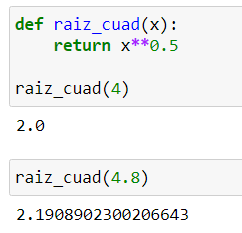 def raiz_cuad(x):
    return x**0.5
raiz_cuad(4)
2.0
raiz_cuad(4.8)
2.1908902300206643